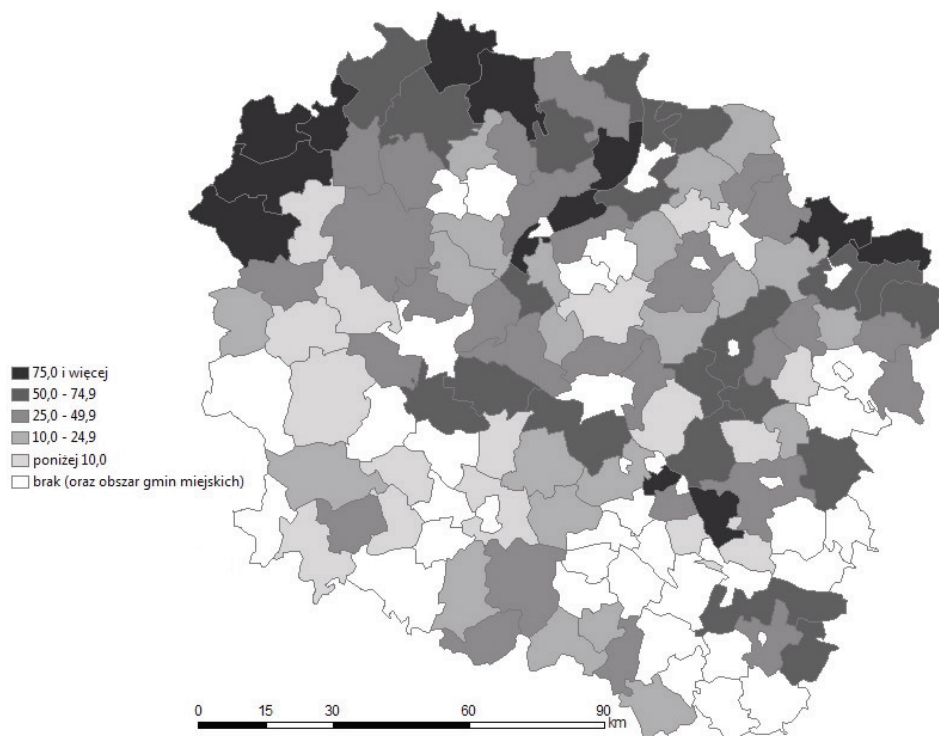 75,0 i więcej
50,0 - 74,9
25,0 - 49,9
10,0 - 24,9
poniżej 10,0
brak (oraz obszar gmin miejskich)
0 15 30 60 90
km